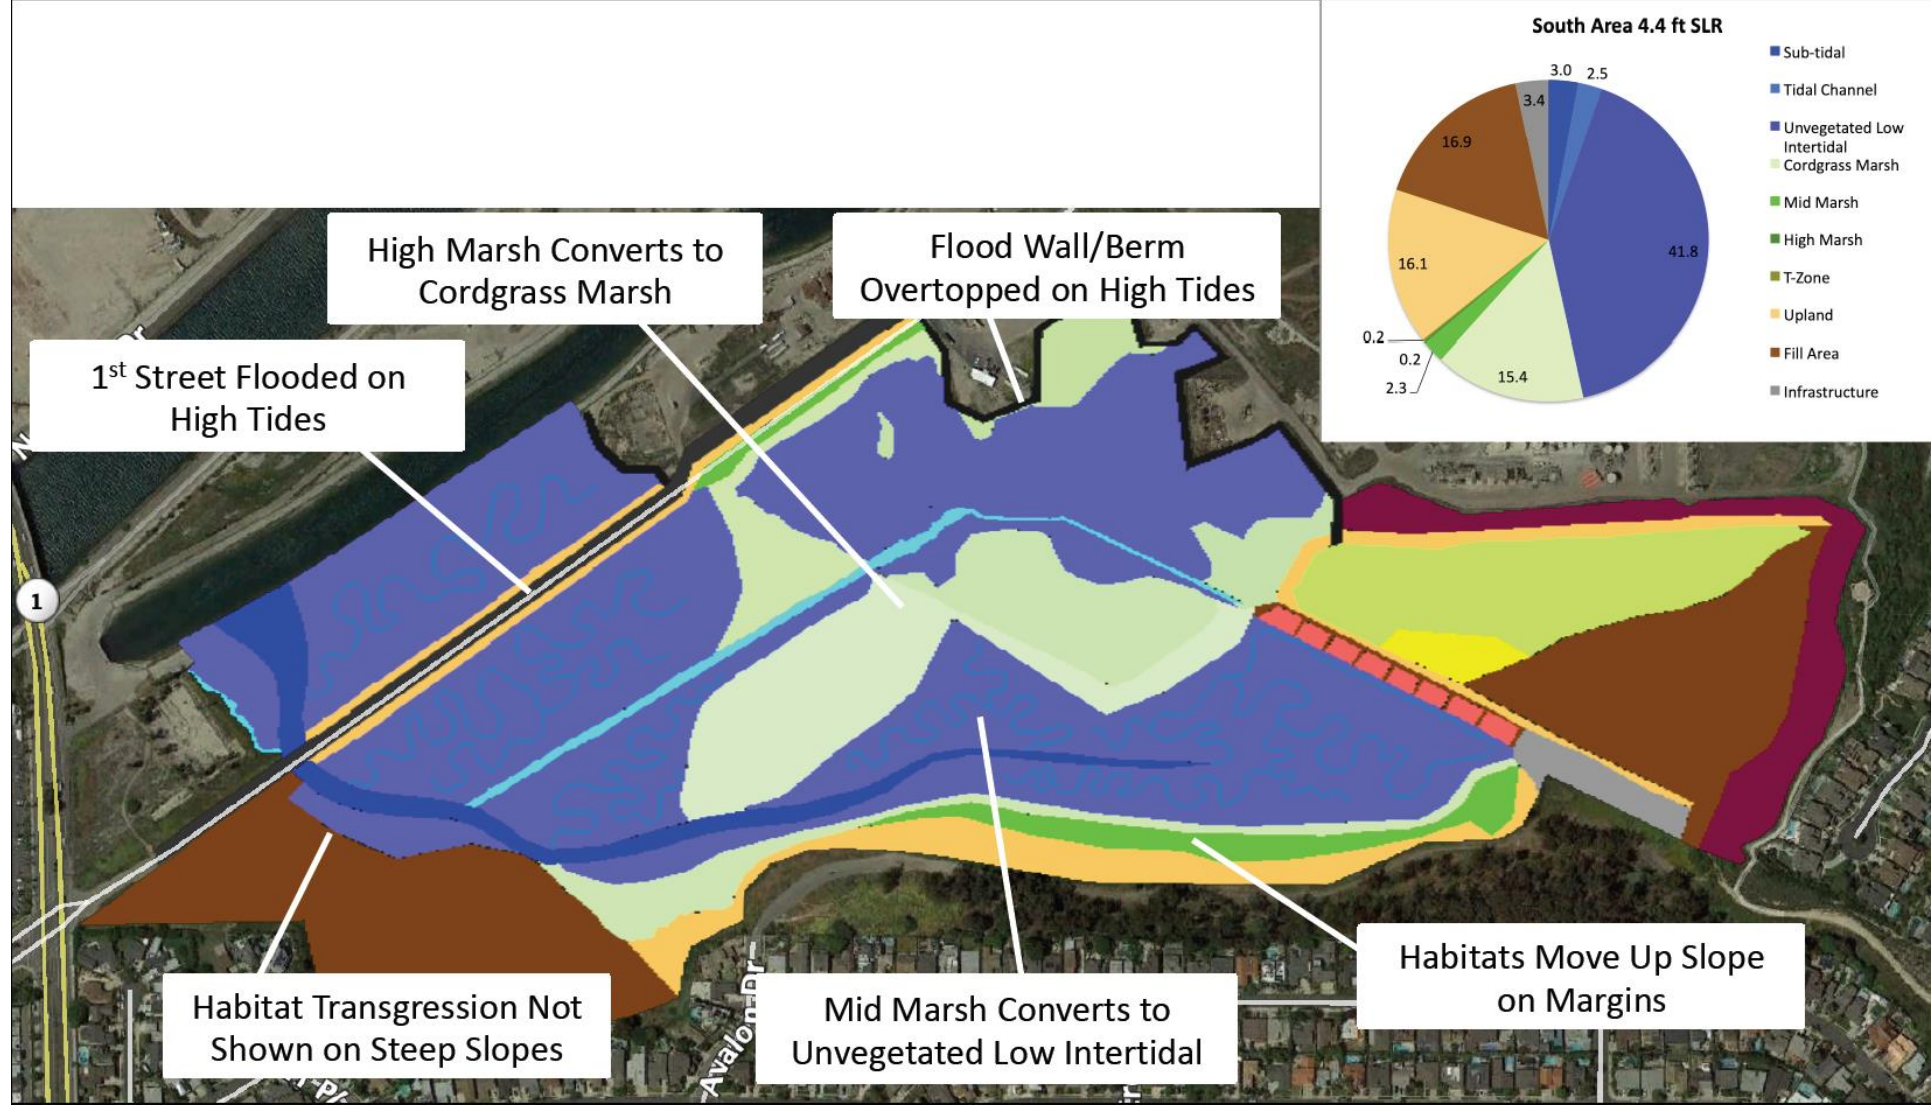 South Area 4.4 ft SLR
3.0
2.5
3.4
16.9
41.8
16.1
0.2
0.2
2.3
15.4
Sub-tidal
Tidal Channel
Unvegetated Low
Intertidal
Cordgrass Marsh
Mid Marsh
High Marsh
T-Zone
Upland
Fill Area
Infrastructure
High Marsh Converts to
Cordgrass Marsh
Flood Wall/Berm
Overtopped on High Tides
1st Street Flooded on
High Tides
1
Habitat Transgression Not
Shown on Steep Slopes
Avalon-Dr
Mid Marsh Converts to
Unvegetated Low Intertidal
Habitats Move Up Slope
on Margins